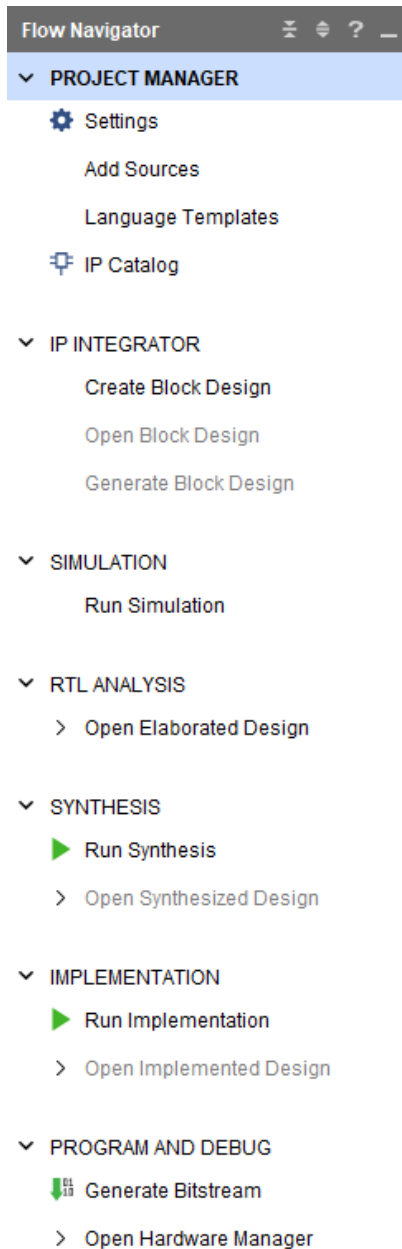 Flow Navigator ?
PROJECT MANAGER
Settings
Add Sources
Language Templates
IP Catalog
IP INTEGRATOR
Create Block Design
Open Block Design
Generate Block Design
SIMULATION
Run Simulation
RTL ANALYSIS
Open Elaborated Design
SYNTHESIS
Run Synthesis
Open Synthesized Design
IMPLEMENTATION
Run Implementation
Open Implemented Design
PROGRAM AND DEBUG
Generate Bitstream
Open Hardware Manager